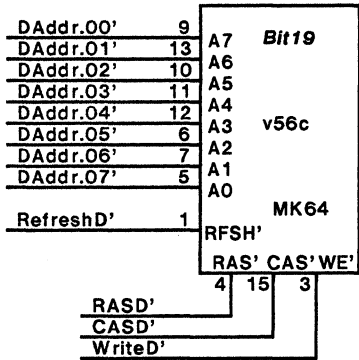 DAddr.00' 9 A7 Bit19
DAddr.01' 13 A6
DAddr.02' 10 A5
DAddr.03' 11 A4
DAddr.04' 12 A3 v56c
DAddr.05' 6 A2
DAddr.06' 7 A1
DAddr.07' 5 A0
MK64
RefreshD' 1 RFSH'
RAS' CAS' WE'
4 15 3
RASD'
CASD'
WriteD'